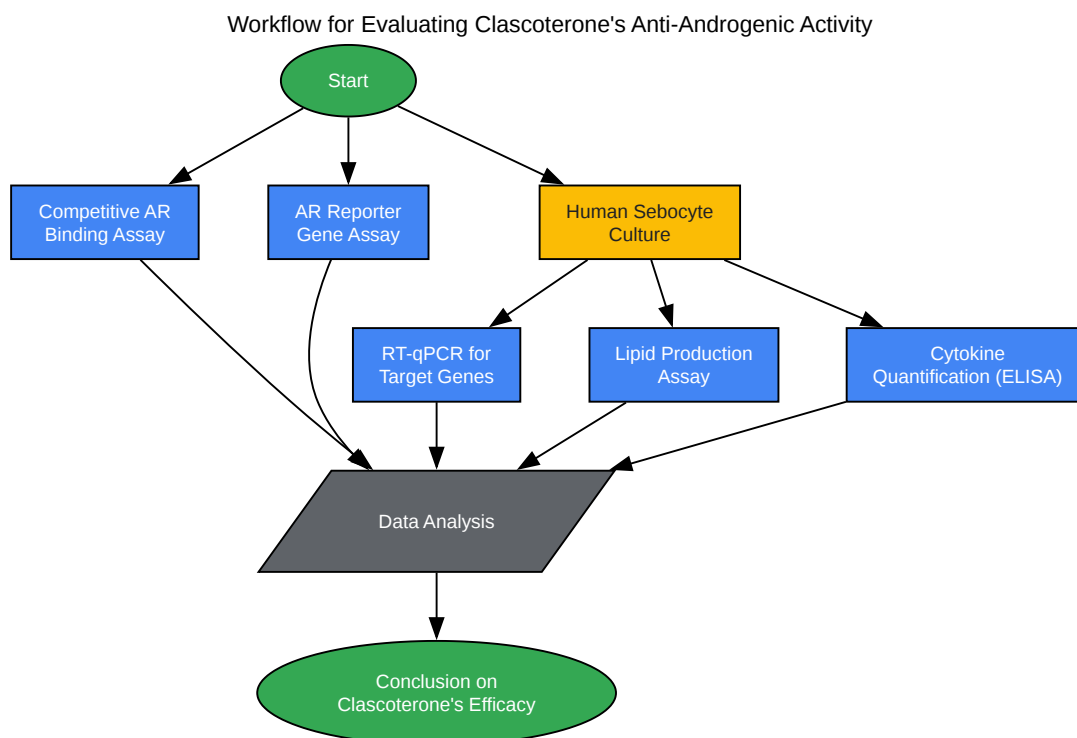 Workflow for Evaluating Clascoterone's Anti-Androgenic Activity
Start
Competitive AR
Binding Assay
AR Reporter
Gene Assay
Human Sebocyte
Culture
RT-qPCR for
Target Genes
Lipid Production
Assay
Cytokine
Quantification (ELISA)
Data Analysis
Conclusion on
Clascoterone's Efficacy